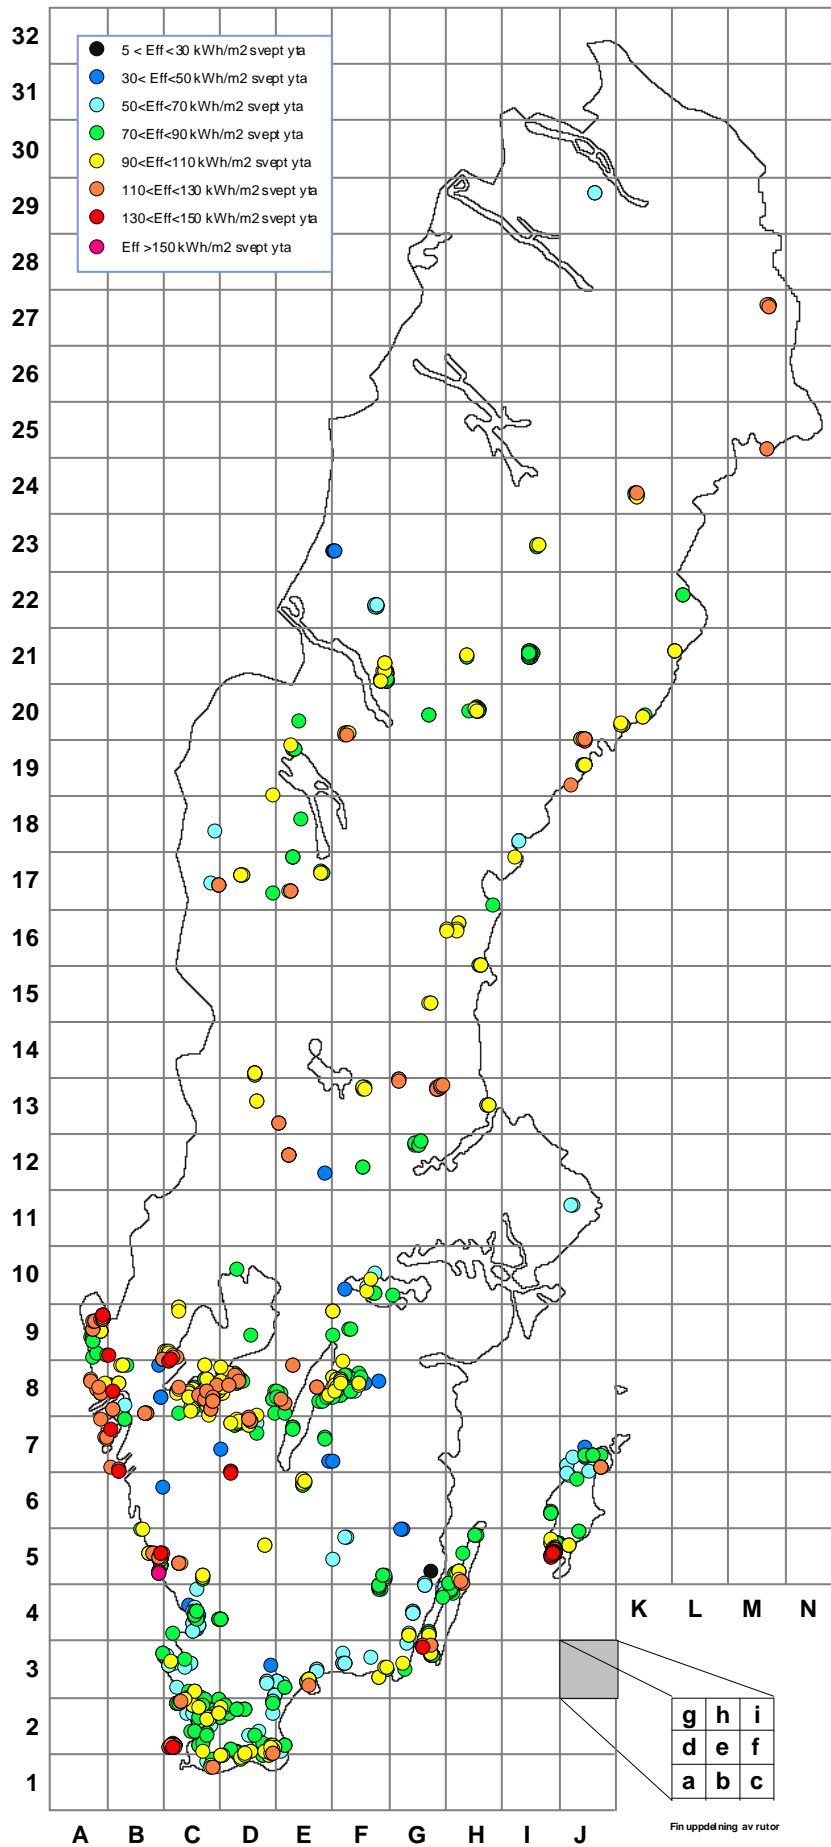 32
5 < Eff<30 kWh/m2 svept yta
30< Eff<50 kWh/m2 svept yta
50<Eff<70 kWh/m2 svept yta
70<Eff<90 kWh/m2 svept yta
90<Eff<110 kWh/m2 svept yta
110<Eff<130 kWh/m2 svept yta
130<Eff<150 kWh/m2 svept yta
Eff >150 kWh/m2 svept yta
31
30
29
28
27
26
25
24
23
22
21
20
19
18
17
16
15
14
13
12
11
10
9
8
7
6
5
4
K L M N
3
2
1
g h i
d e f
a b c
Fin uppdelning av rutor
A B C D E F G H I J